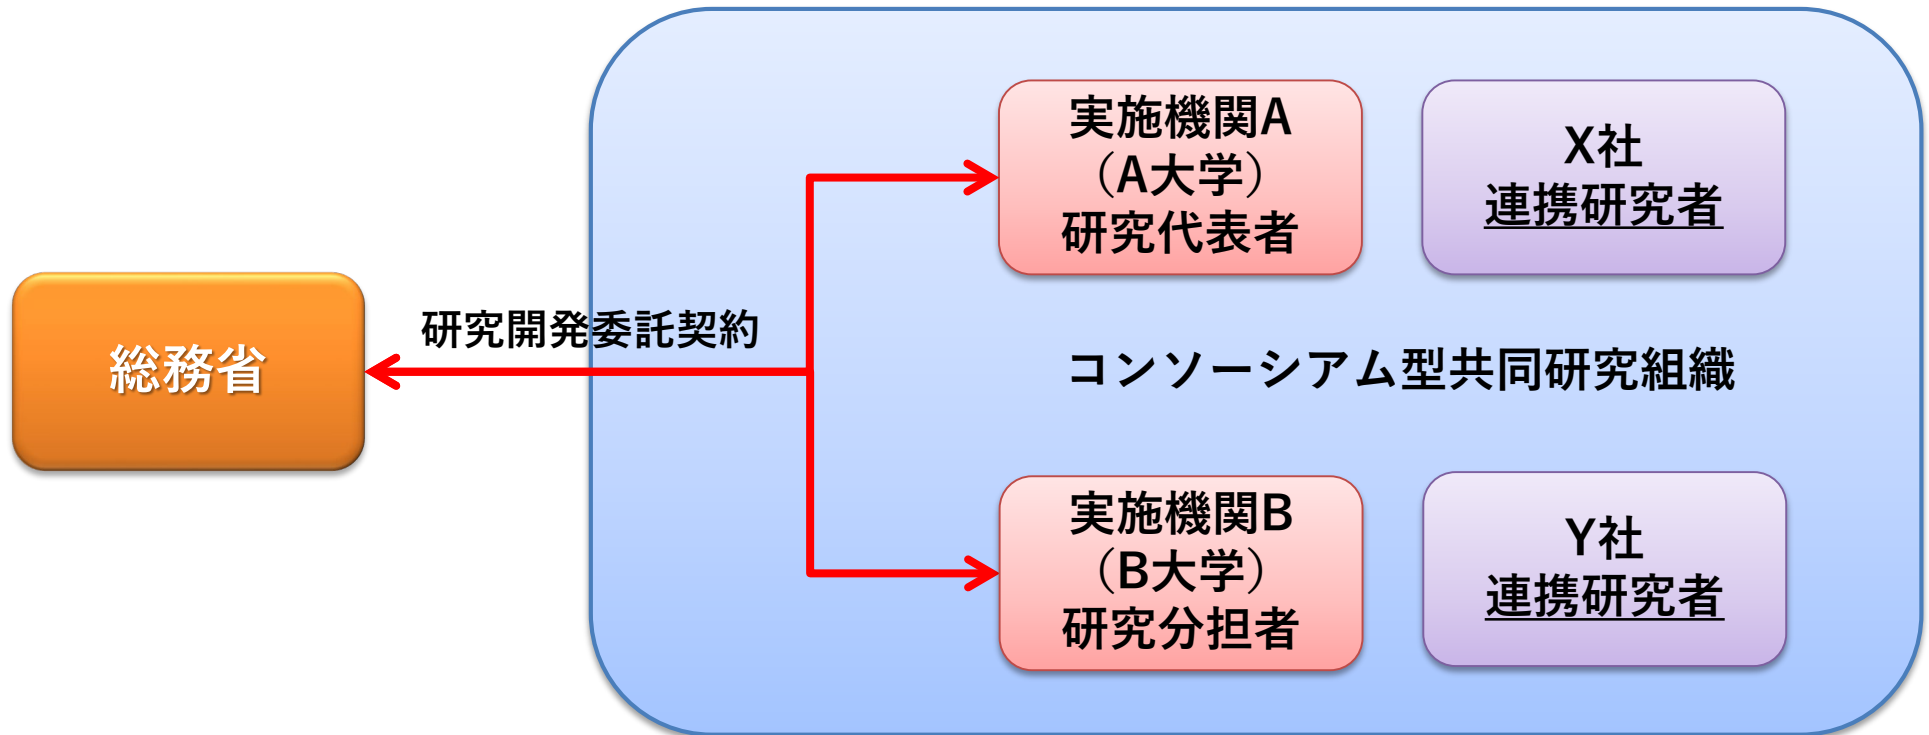 総務省
研究開発委託契約
実施機関A
（A大学）
研究代表者
X社
連携研究者
コンソーシアム型共同研究組織
実施機関B
（B大学）
研究分担者
Y社
連携研究者